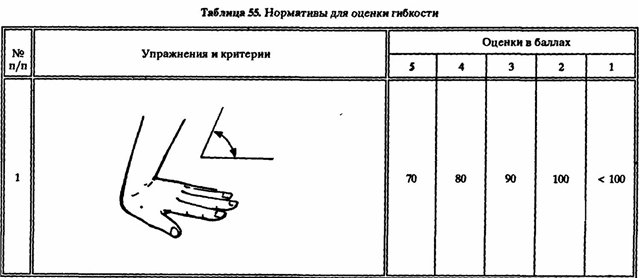 Таблица 55. Нормативы для оценки гибкости
№ п/п
Упражнения и критерии
Оценки в баллах
5 4 3 2 1
1 70 80 90 100 < 100